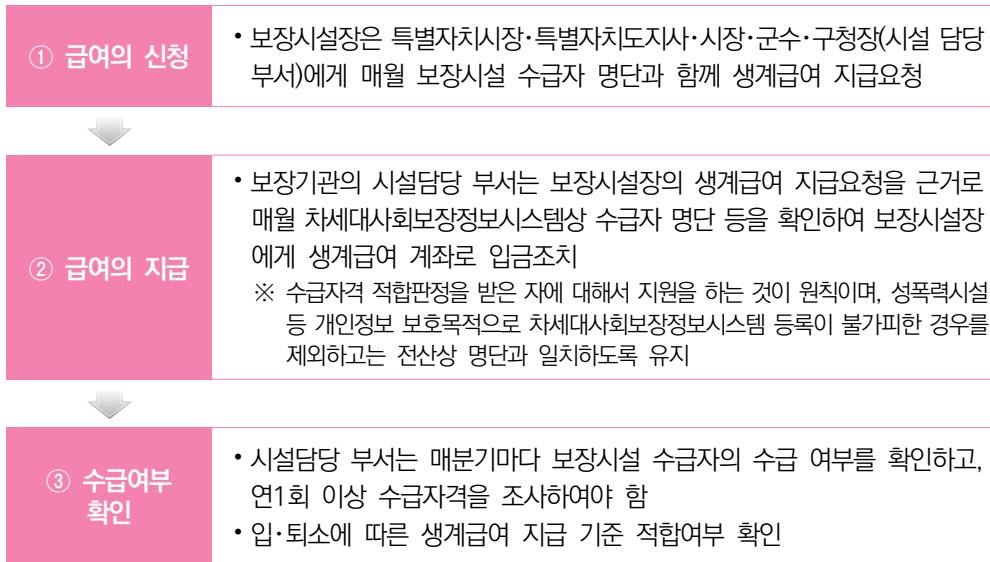 ① 급여의 신청
• 보장시설장은 특별자치시장·특별자치도지사·시장·군수·구청장(시설 담당
부서)에게 매월 보장시설 수급자 명단과 함께 생계급여 지급요청
② 급여의 지급
• 보장기관의 시설담당 부서는 보장시설장의 생계급여 지급요청을 근거로
매월 차세대사회보장정보시스템상 수급자 명단 등을 확인하여 보장시설장
에게 생계급여 계좌로 입금조치
※ 수급자격 적합판정을 받은 자에 대해서 지원을 하는 것이 원칙이며, 성폭력시설
등 개인정보 보호목적으로 차세대사회보장정보시스템 등록이 불가피한 경우를
제외하고는 전산상 명단과 일치하도록 유지
③ 수급여부
확인
• 시설담당 부서는 매분기마다 보장시설 수급자의 수급 여부를 확인하고,
연1회 이상 수급자격을 조사하여야 함
• 입·퇴소에 따른 생계급여 지급 기준 적합여부 확인